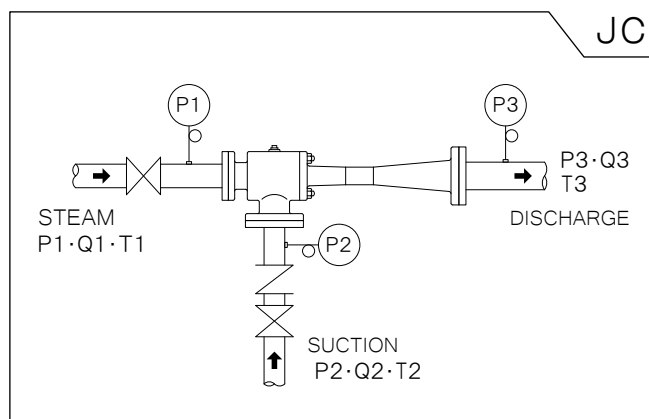 JC
P1
P3
P3·Q3
T3
STEAM
DISCHARGE
P1·Q1·T1
P2
SUCTION
P2·Q2·T2